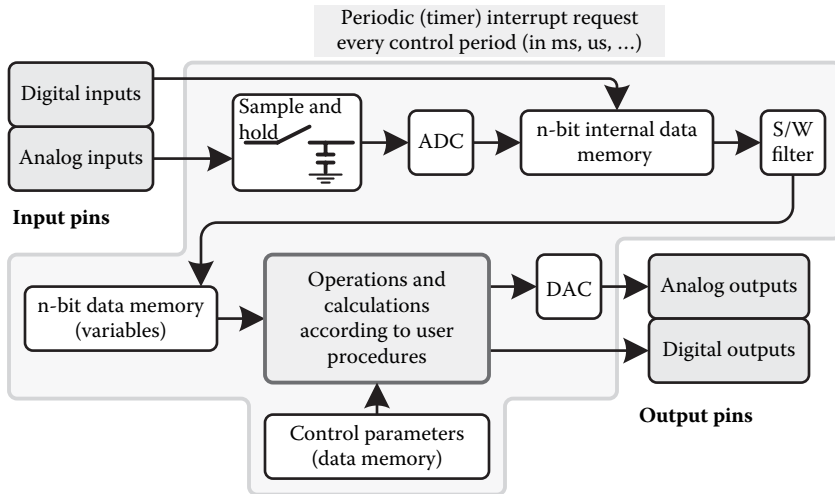 Periodic (timer) interrupt request
every control period (in ms, us, …)
Digital inputs
Analog inputs
Input pins
Sample and
hold
ADC
n-bit internal data
memory
S/W
filter
n-bit data memory
(variables)
Operations and
calculations
according to user
procedures
DAC
Analog outputs
Digital outputs
Output pins
Control parameters
(data memory)